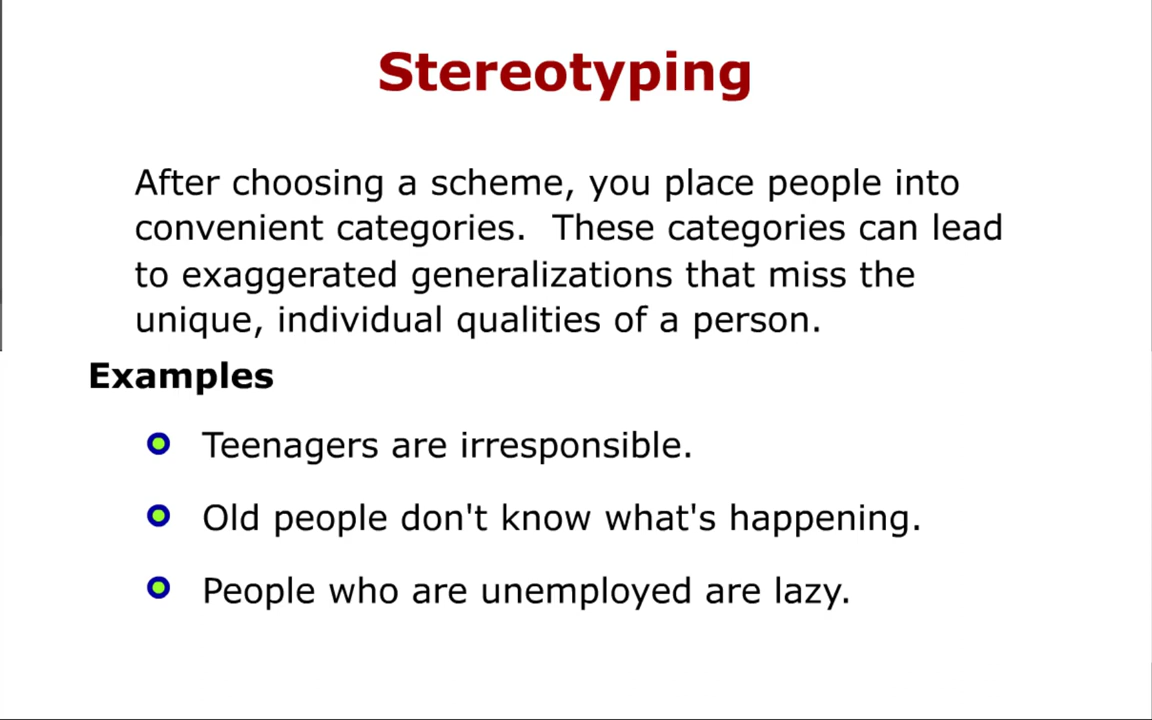 Stereotyping
After choosing a scheme, you place people into
convenient categories.  These categories can lead
to exaggerated generalizations that miss the
unique, individual qualities of a person.
Examples
Teenagers are irresponsible.
Old people don't know what's happening.
People who are unemployed are lazy.